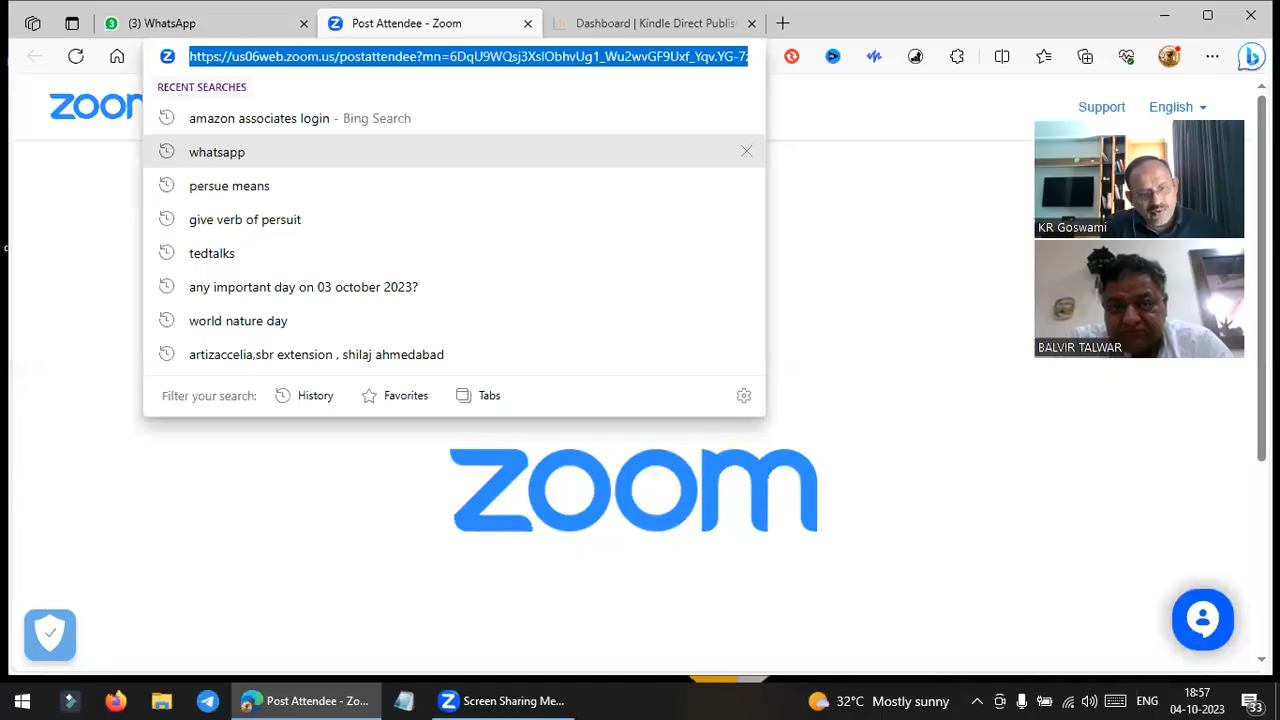 (3) WhatsApp
Post Attendee - Zoom
Dashboard | Kindle Direct Publis
https://us06web.zoom.us/postattendee?mn=6DqU9WQsj3XslObhvUg1_Wu2wvGF9Uxf_Yqv.YG-7
RECENT SEARCHES
zoom
Support
English
amazon associates login - Bing Search
whatsapp
persue means
give verb of persuit
KR Goswami
tedtalks
any important day on 03 october 2023?
world nature day
BALVIR TALWAR
artizaccelia,sbr extension , shilaj ahmedabad
Filter your search:
History
Favorites
Tabs
zoom
Post Attendee - Zo...
Screen Sharing Me...
32°C Mostly sunny
ENG
18:57
04-10-2023
33